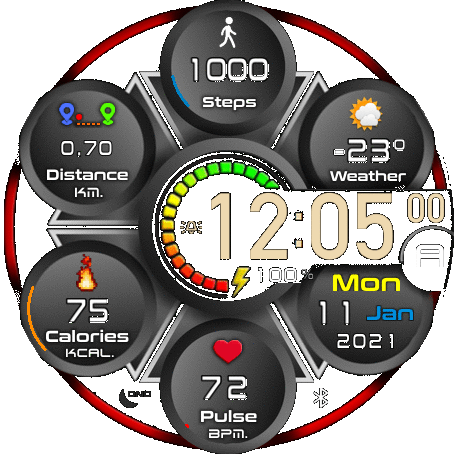 1000
Steps
0,70
Distance
KM.
-23°
Weather
12:05 00
A
100%
75
Calories
KCAL.
Mon
11 Jan
2021
72
Pulse
BPM.
DND